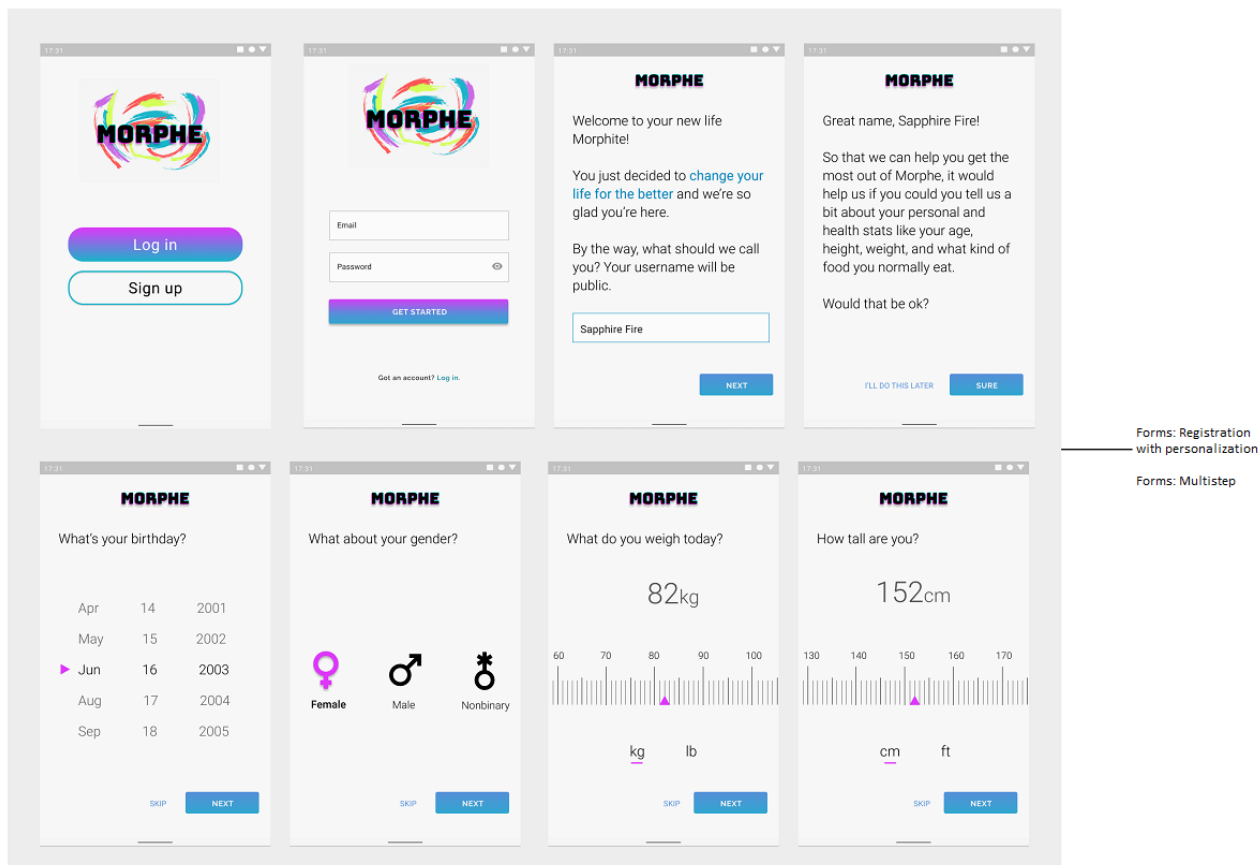 17:31
MORPHE
Log in
Sign up
17:31
MORPHE
Email
Password
GET STARTED
Got an account? Log in.
17:31
MORPHE
Welcome to your new life
Morphite!
You just decided to change your
life for the better and we're so
glad you're here.
By the way, what should we call
you? Your username will be
public.
Sapphire Fire
NEXT
17:31
MORPHE
Great name, Sapphire Fire!
So that we can help you get the
most out of Morphe, it would
help us if you could you tell us a
bit about your personal and
health stats like your age,
height, weight, and what kind of
food you normally eat.
Would that be ok?
I'LL DO THIS LATER SURE
Forms: Registration
with personalization
Forms: Multistep
17:31
MORPHE
What's your birthday?
Apr 14 2001
May 15 2002
Jun 16 2003
Aug 17 2004
Sep 18 2005
SKIP NEXT
17:31
MORPHE
What about your gender?
Female Male Nonbinary
SKIP NEXT
17:31
MORPHE
What do you weigh today?
82kg
60 70 80 90 100
kg lb
SKIP NEXT
17:31
MORPHE
How tall are you?
152cm
130 140 150 160 170
cm ft
SKIP NEXT